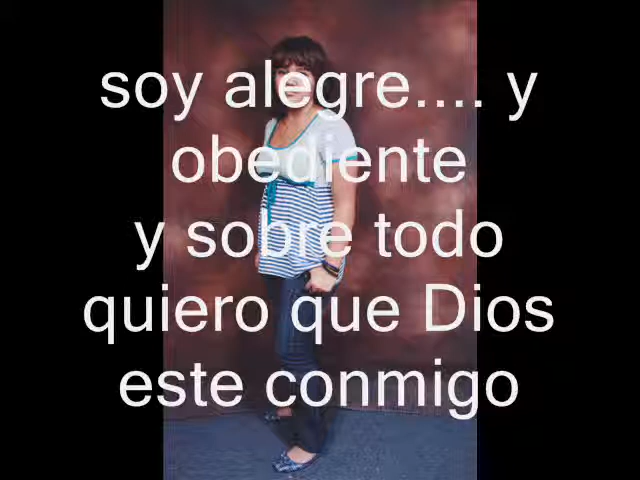 soy alegre.... y
obediente
y sobre todo
quiero que Dios
este conmigo